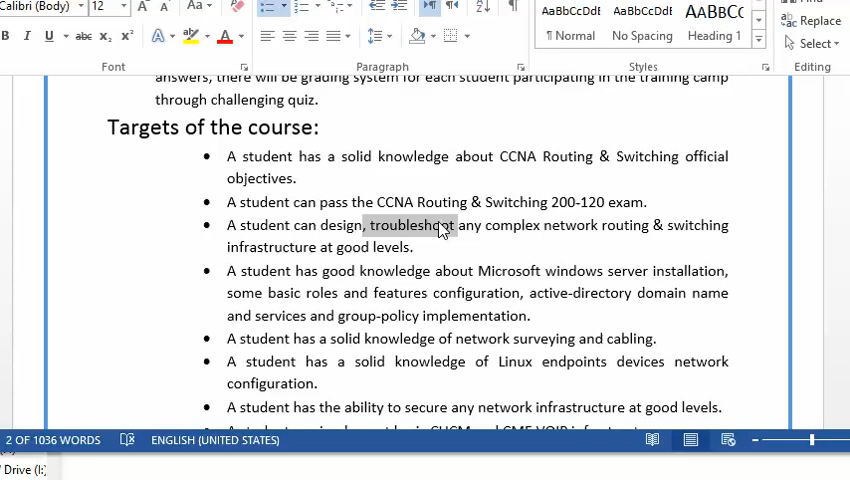 Calibri (Body) 12 Aa
AaBbCcDdE AaBbCcDdE AaBbCc
Replace
B I U abc x₂ x² A A
¶ Normal No Spacing Heading 1
Select
Font Paragraph Styles Editing
answers, there will be grading system for each student participating in the training camp
through challenging quiz.
Targets of the course:
• A student has a solid knowledge about CCNA Routing & Switching official
objectives.
• A student can pass the CCNA Routing & Switching 200-120 exam.
• A student can design, troubleshoot any complex network routing & switching
infrastructure at good levels.
• A student has good knowledge about Microsoft windows server installation,
some basic roles and features configuration, active-directory domain name
and services and group-policy implementation.
• A student has a solid knowledge of network surveying and cabling.
• A student has a solid knowledge of Linux endpoints devices network
configuration.
• A student has the ability to secure any network infrastructure at good levels.
2 OF 1036 WORDS ENGLISH (UNITED STATES)
Drive (I:)